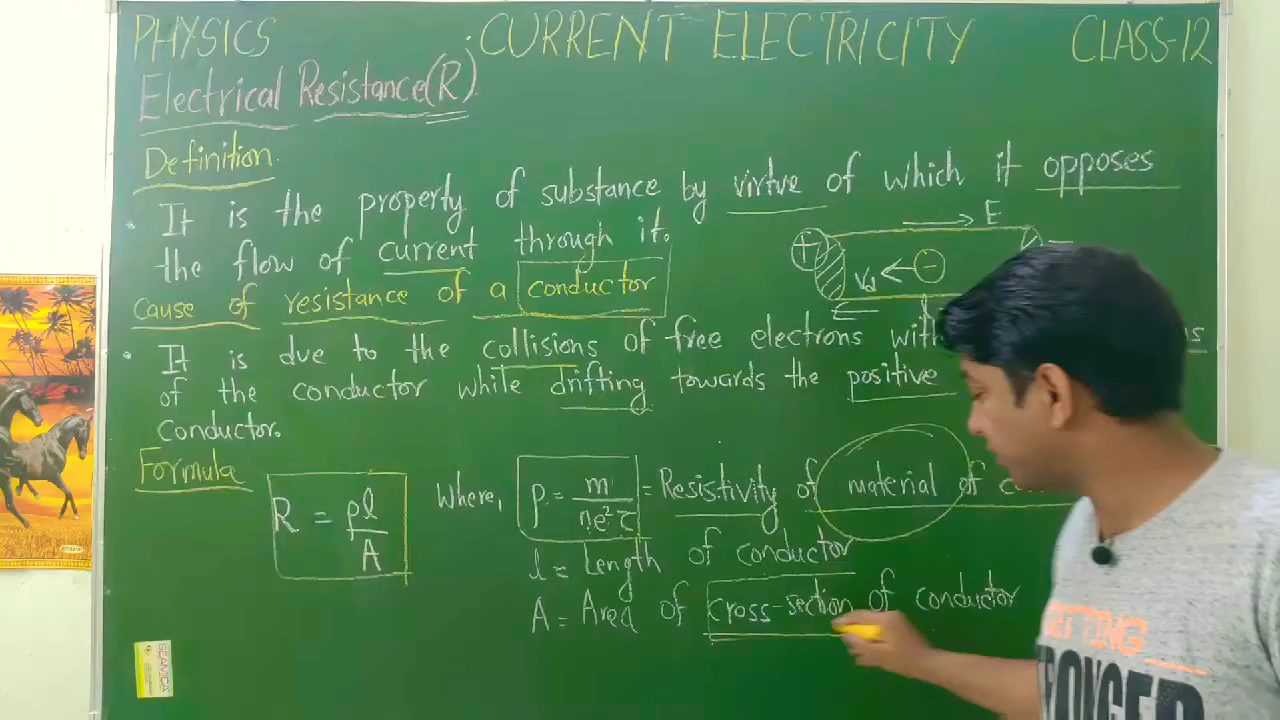 PHYSICS CURRENT ELECTRICITY CLASS-12
Electrical Resistance(R)
Definition
• It is the property of substance by virtue of which it opposes
the flow of current through it.
E
+
Vd
−
Cause of resistance of a conductor
• It is due to the collisions of free electrons with
of the conductor while drifting towards the positive
Conductor.
Formula
R = ρl/A
Where, ρ = m/ne²τ = Resistivity of material of
l = Length of conductor
A = Area of cross-section of conductor
SEAMICA